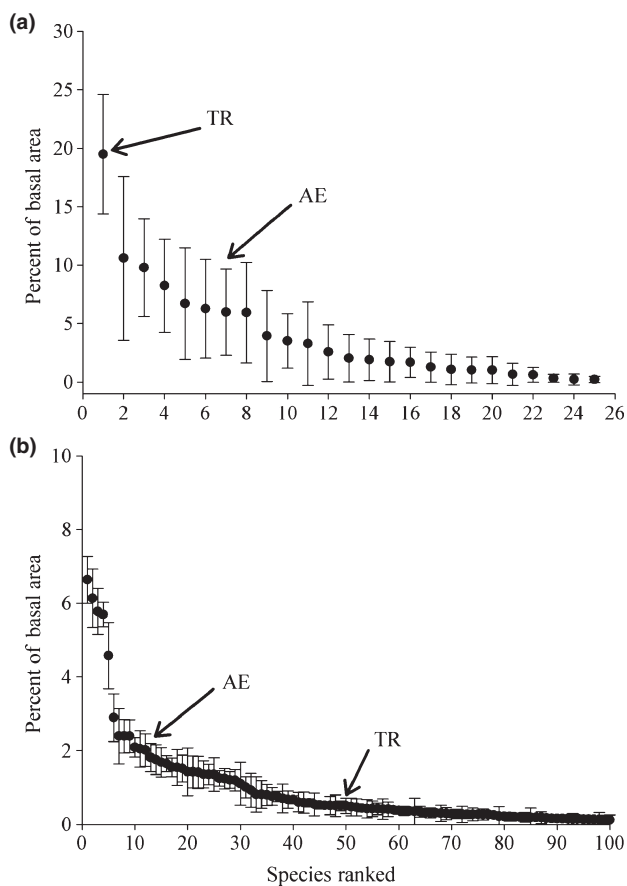 (a)
30
25
20
15
10
5
0
Percent of basal area
TR
AE
0 2 4 6 8 10 12 14 16 18 20 22 24 26
(b)
10
8
6
4
2
0
Percent of basal area
AE
TR
0 10 20 30 40 50 60 70 80 90 100
Species ranked